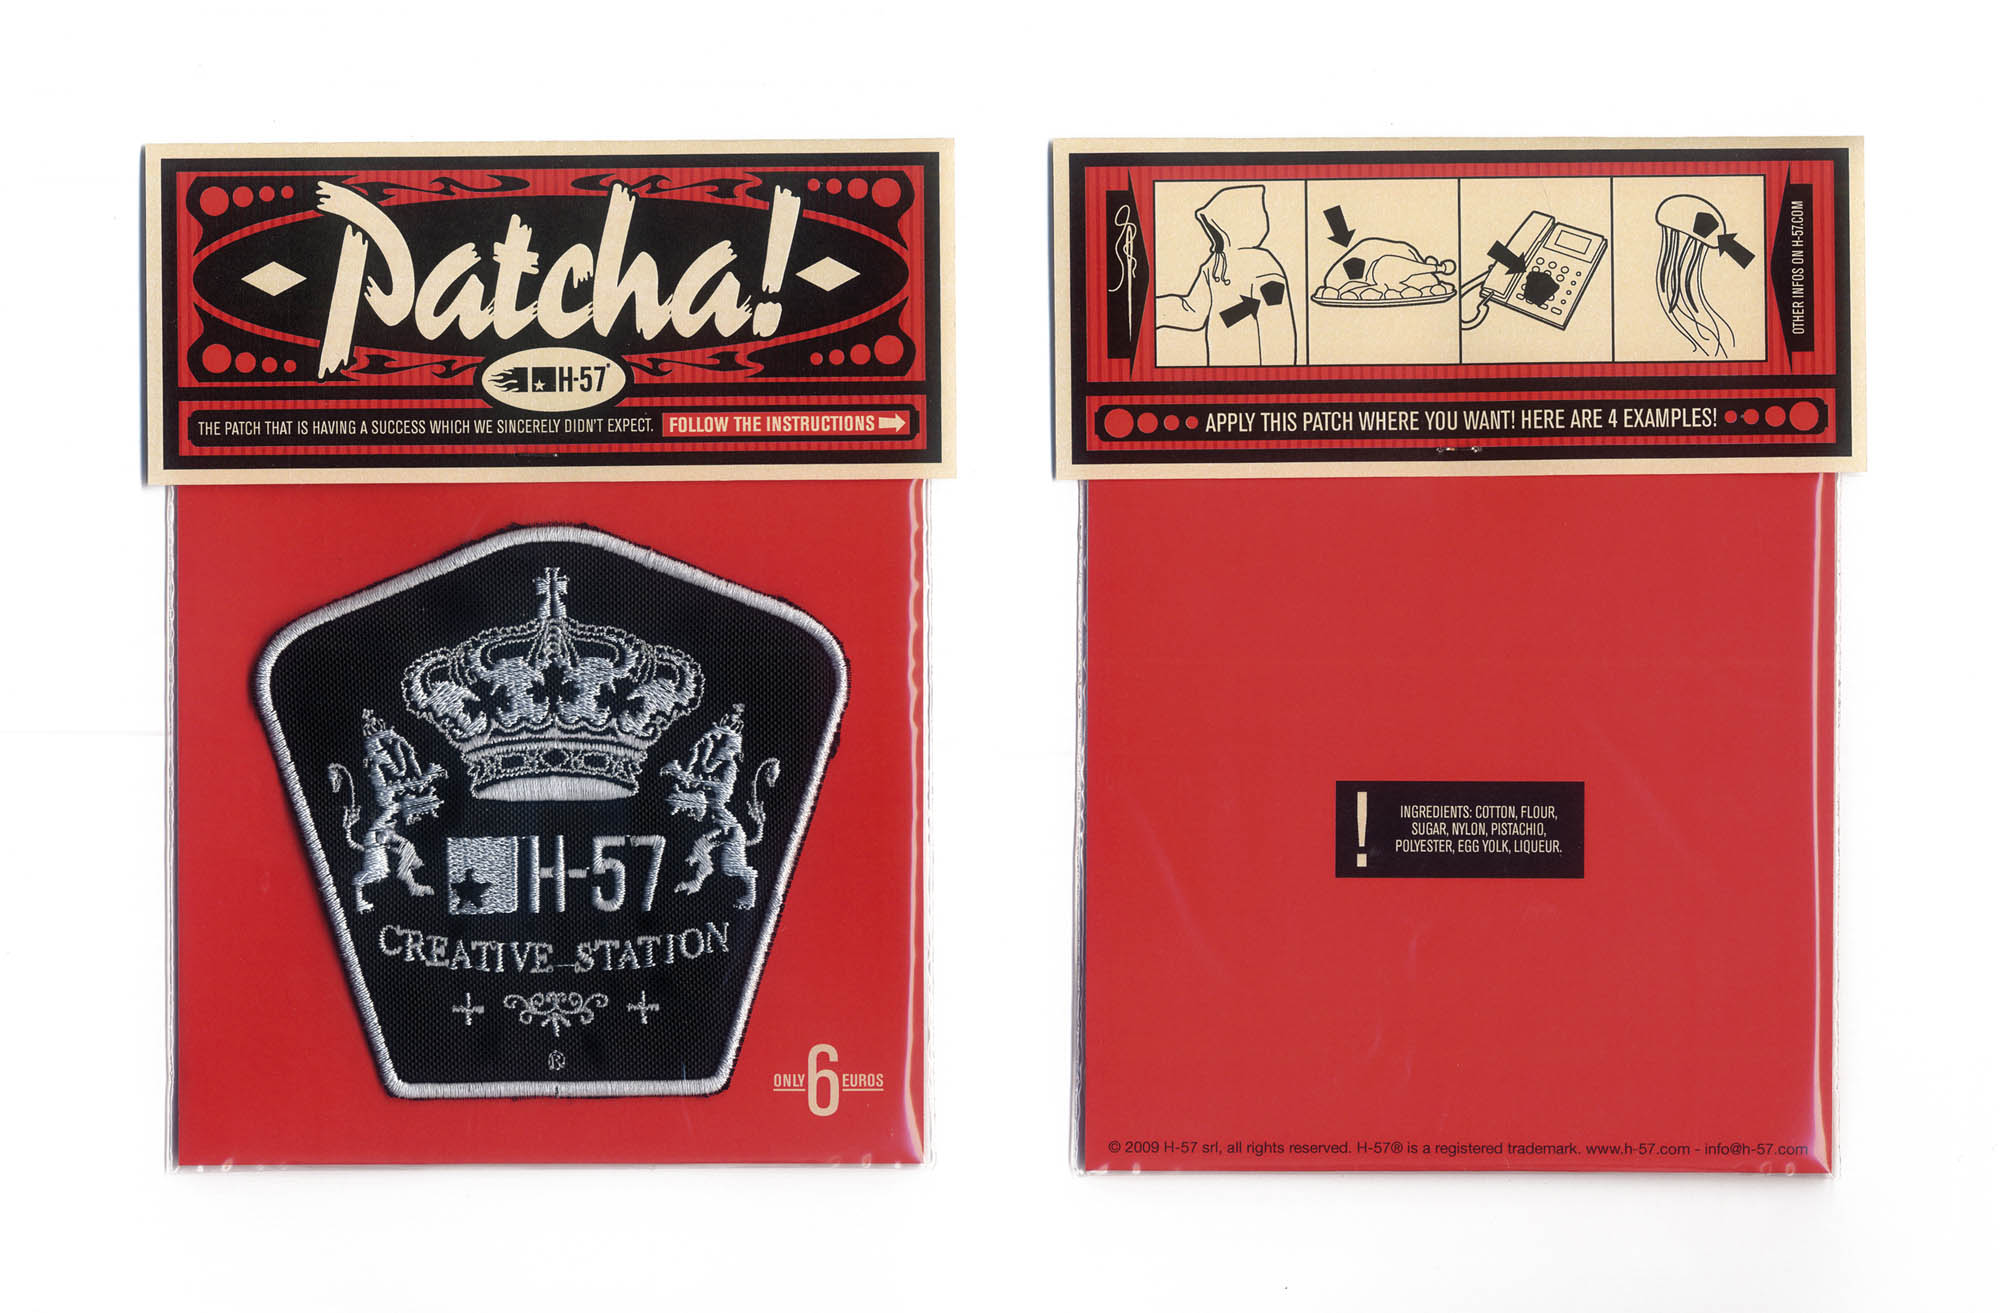 Patcha!
H-57®
THE PATCH THAT IS HAVING A SUCCESS WHICH WE SINCERELY DIDN'T EXPECT. FOLLOW THE INSTRUCTIONS
H-57
CREATIVE STATION
®
ONLY 6 EUROS
OTHER INFOS ON H-57.COM
APPLY THIS PATCH WHERE YOU WANT! HERE ARE 4 EXAMPLES!
!
INGREDIENTS: COTTON, FLOUR,
SUGAR, NYLON, PISTACHIO,
POLYESTER, EGG YOLK, LIQUEUR.
© 2009 H-57 srl, all rights reserved. H-57® is a registered trademark. www.h-57.com - info@h-57.com